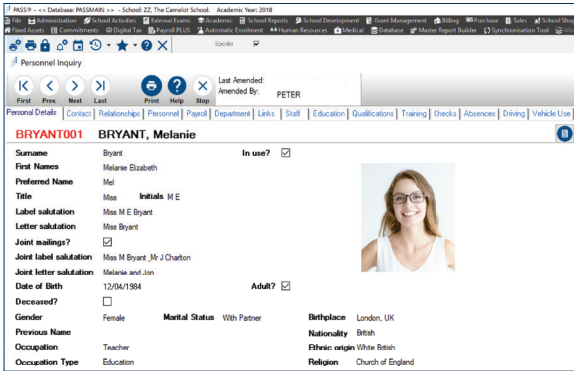 PASS® - << Database: PASSMAIN >> - School: ZZ, The Camelot School. Academic Year: 2018
File Administration School Activities External Exams Academic School Reports School Development Grant Management Billing Purchase Sales School Shop
Fixed Assets Commitments Digital Tax Payroll PLUS Automatic Enrolment Human Resources Medical Database Master Report Builder Synchronisation Tool
Spooler
Personnel Inquiry
First Prev. Next Last Print Help Stop
Last Amended:
Amended By: PETER
Personal Details Contact Relationships Personnel Payroll Department Links Staff Education Qualifications Training Checks Absences Driving Vehicle Use
BRYANT001 BRYANT, Melanie
Surname Bryant In use?
First Names Melanie Elizabeth
Preferred Name Mel
Title Miss Initials M E
Label salutation Miss M E Bryant
Letter salutation Miss Bryant
Joint mailings?
Joint label salutation Miss M Bryant ,Mr J Charlton
Joint letter salutation Melanie and Jon
Date of Birth 12/04/1984 Adult?
Deceased?
Gender Female Marital Status With Partner Birthplace London, UK
Previous Name Nationality British
Occupation Teacher Ethnic origin White British
Occupation Type Education Religion Church of England